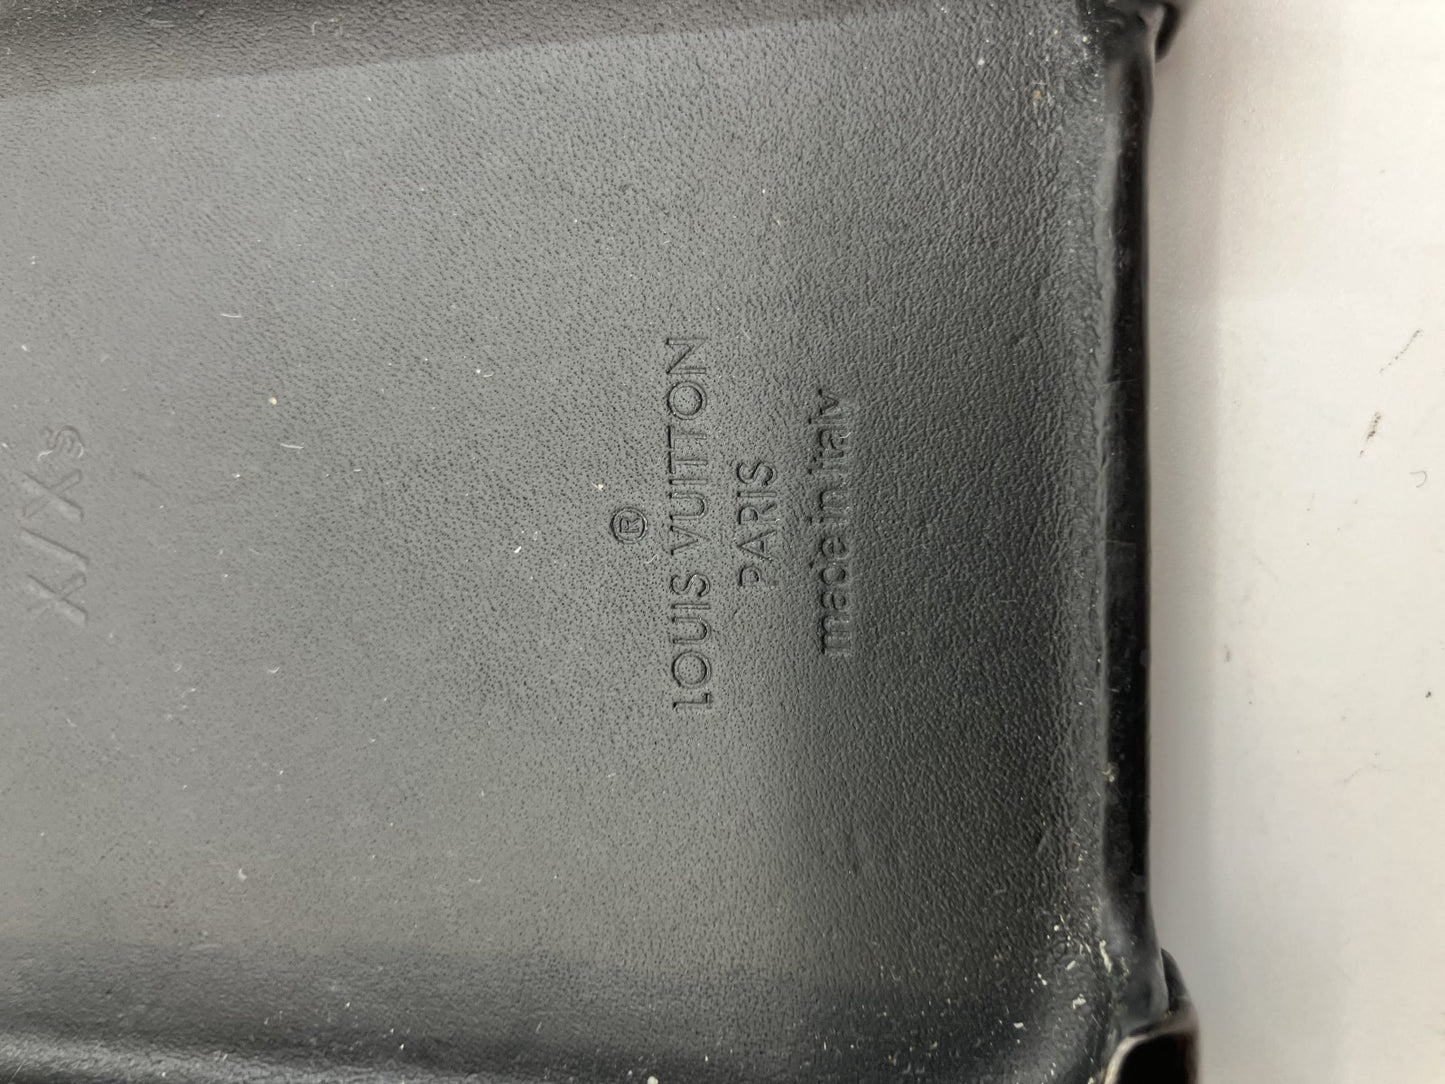 X/Xs
®
LOUIS VUITTON
PARIS
made in italy